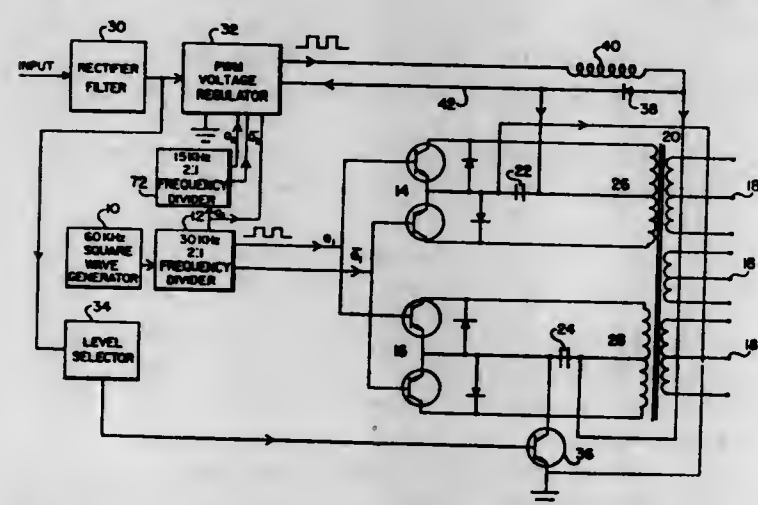 30
32
40
INPUT
RECTIFIER
FILTER
PWM
VOLTAGE
REGULATOR
42
38
20
72
15 KHz
2:1
FREQUENCY
DIVIDER
14
22
26
18
10
60 KHz
SQUARE
WAVE
GENERATOR
12
30 KHz
2:1
FREQUENCY
DIVIDER
18
34
LEVEL
SELECTOR
16
24
28
18
36